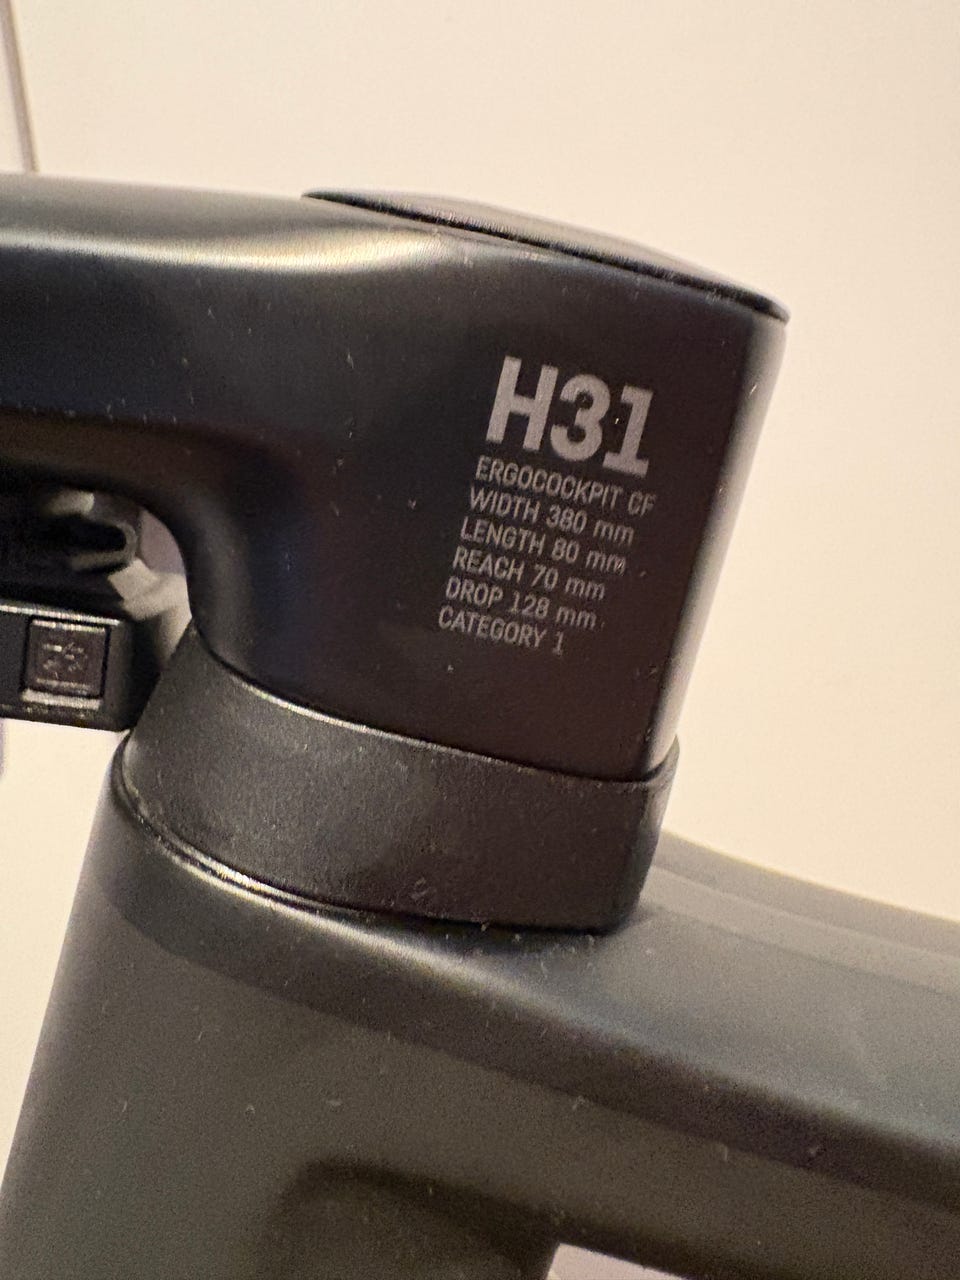 H31
ERGOCOCKPIT CF
WIDTH 380 mm
LENGTH 80 mm
REACH 70 mm
DROP 128 mm
CATEGORY 1